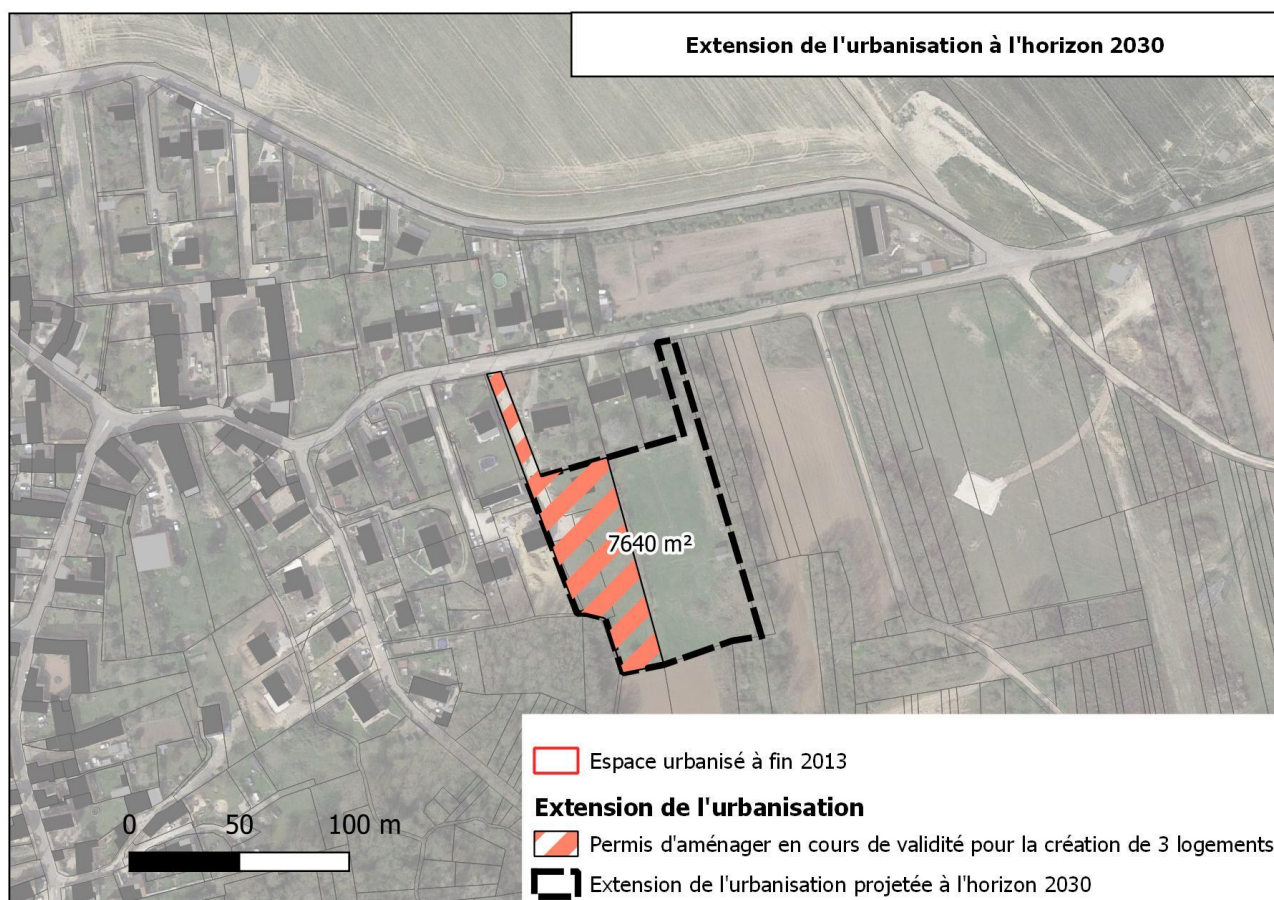 Extension de l'urbanisation à l'horizon 2030
7640 m²
0 50 100 m
Espace urbanisé à fin 2013
Extension de l'urbanisation
Permis d'aménager en cours de validité pour la création de 3 logements
Extension de l'urbanisation projetée à l'horizon 2030